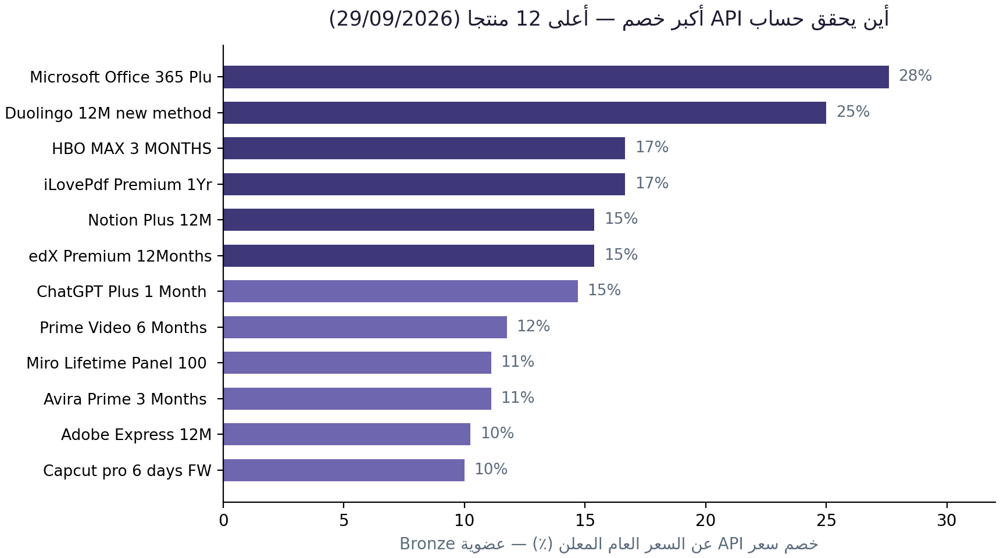 أين يحقق حساب API أكبر خصم — أعلى 12 منتجا (29/09/2026)
Microsoft Office 365 Plu 28%
Duolingo 12M new method 25%
HBO MAX 3 MONTHS 17%
iLovePdf Premium 1Yr 17%
Notion Plus 12M 15%
edX Premium 12Months 15%
ChatGPT Plus 1 Month 15%
Prime Video 6 Months 12%
Miro Lifetime Panel 100 11%
Avira Prime 3 Months 11%
Adobe Express 12M 10%
Capcut pro 6 days FW 10%
0 5 10 15 20 25 30
خصم سعر API عن السعر العام المعلن (٪) — عضوية Bronze